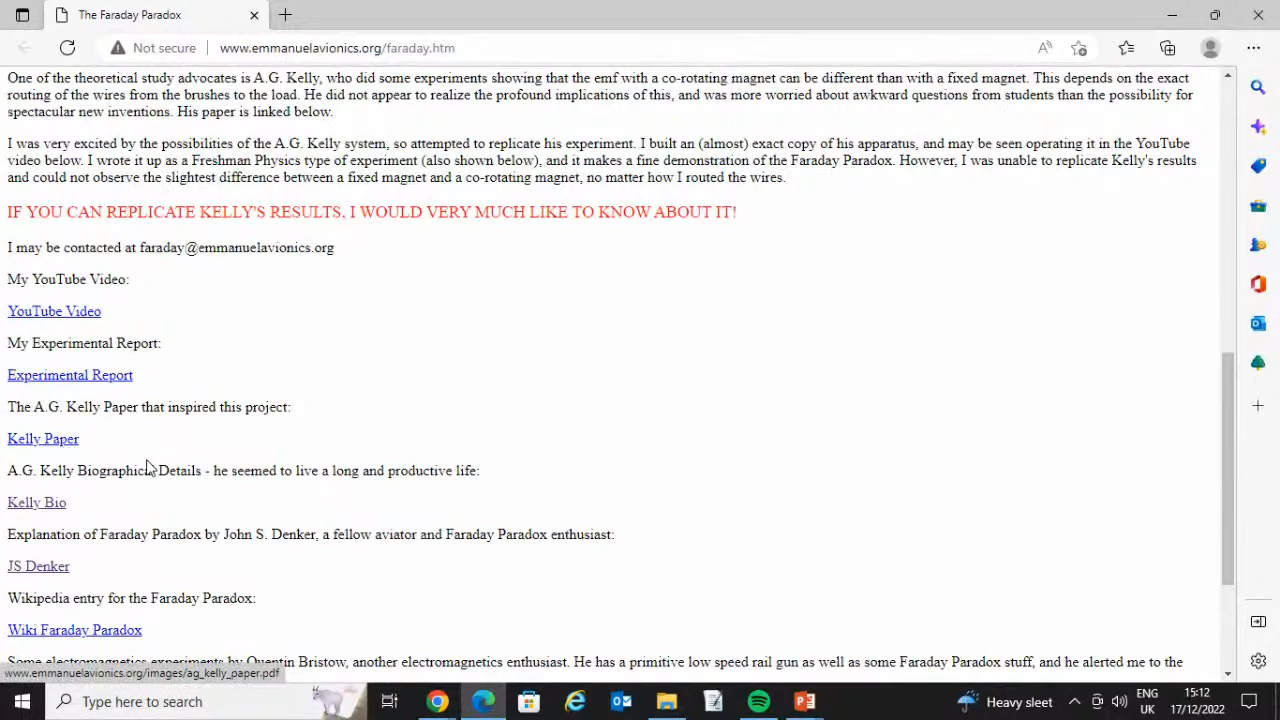 The Faraday Paradox
Not secure www.emmanuelavionics.org/faraday.htm
One of the theoretical study advocates is A.G. Kelly, who did some experiments showing that the emf with a co-rotating magnet can be different than with a fixed magnet. This depends on the exact
routing of the wires from the brushes to the load. He did not appear to realize the profound implications of this, and was more worried about awkward questions from students than the possibility for
spectacular new inventions. His paper is linked below.
I was very excited by the possibilities of the A.G. Kelly system, so attempted to replicate his experiment. I built an (almost) exact copy of his apparatus, and may be seen operating it in the YouTube
video below. I wrote it up as a Freshman Physics type of experiment (also shown below), and it makes a fine demonstration of the Faraday Paradox. However, I was unable to replicate Kelly's results
and could not observe the slightest difference between a fixed magnet and a co-rotating magnet, no matter how I routed the wires.
IF YOU CAN REPLICATE KELLY'S RESULTS, I WOULD VERY MUCH LIKE TO KNOW ABOUT IT!
I may be contacted at faraday@emmanuelavionics.org
My YouTube Video:
YouTube Video
My Experimental Report:
Experimental Report
The A.G. Kelly Paper that inspired this project:
Kelly Paper
A.G. Kelly Biographical Details - he seemed to live a long and productive life:
Kelly Bio
Explanation of Faraday Paradox by John S. Denker, a fellow aviator and Faraday Paradox enthusiast:
JS Denker
Wikipedia entry for the Faraday Paradox:
Wiki Faraday Paradox
Some electromagnetics experiments by Quentin Bristow, another electromagnetics enthusiast. He has a primitive low speed rail gun as well as some Faraday Paradox stuff, and he alerted me to the
www.emmanuelavionics.org/images/ag_kelly_paper.pdf
Type here to search
Heavy sleet
ENG
UK
15:12
17/12/2022